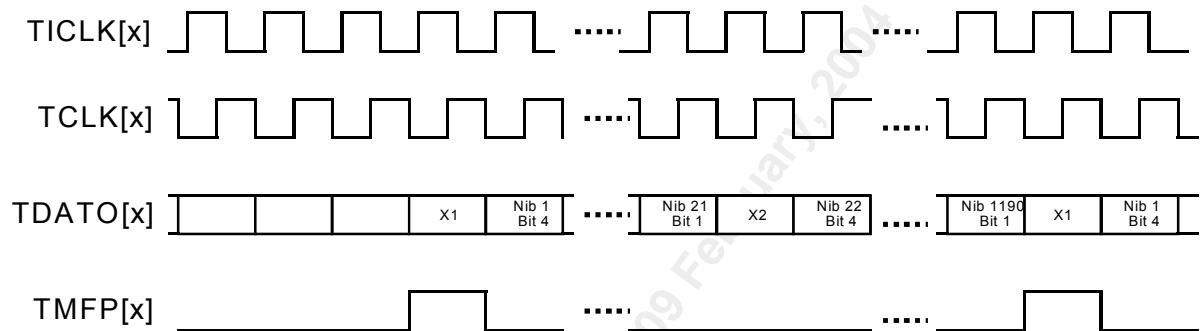 TICLK[x]
TCLK[x]
TDATO[x]
X1
Nib 1
Bit 4
Nib 21
Bit 1
X2
Nib 22
Bit 4
Nib 1190
Bit 1
X1
Nib 1
Bit 4
TMFP[x]